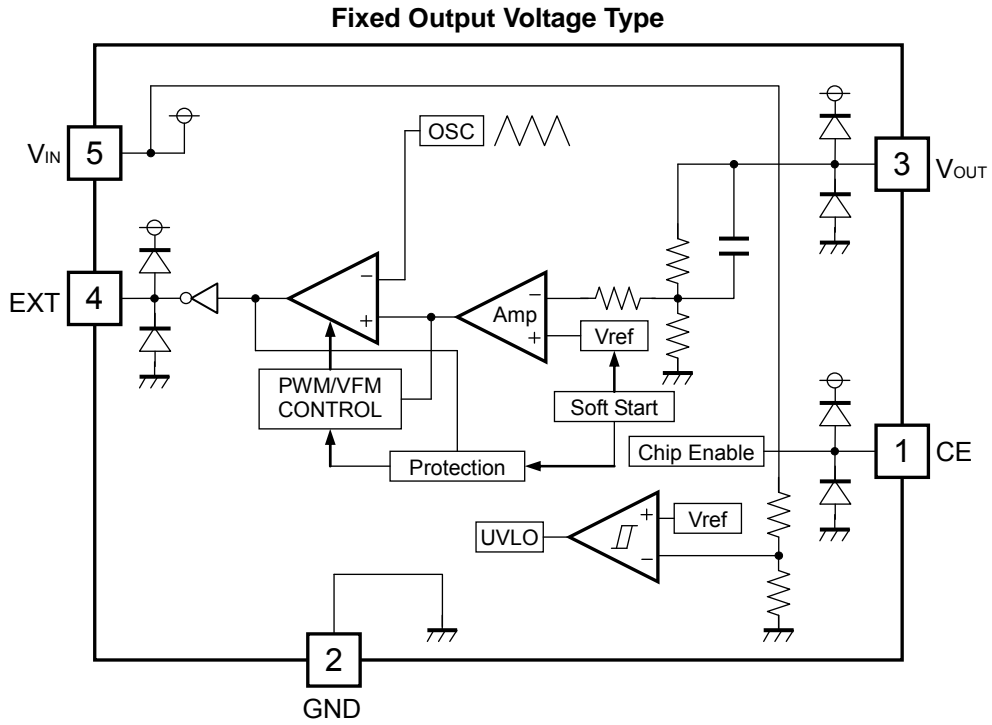 Fixed Output Voltage Type
OSC
VIN
5
3
VOUT
EXT
4
−
+
−
Amp
+
Vref
PWM/VFM
CONTROL
Soft Start
Protection
Chip Enable
1
CE
UVLO
+
−
Vref
2
GND